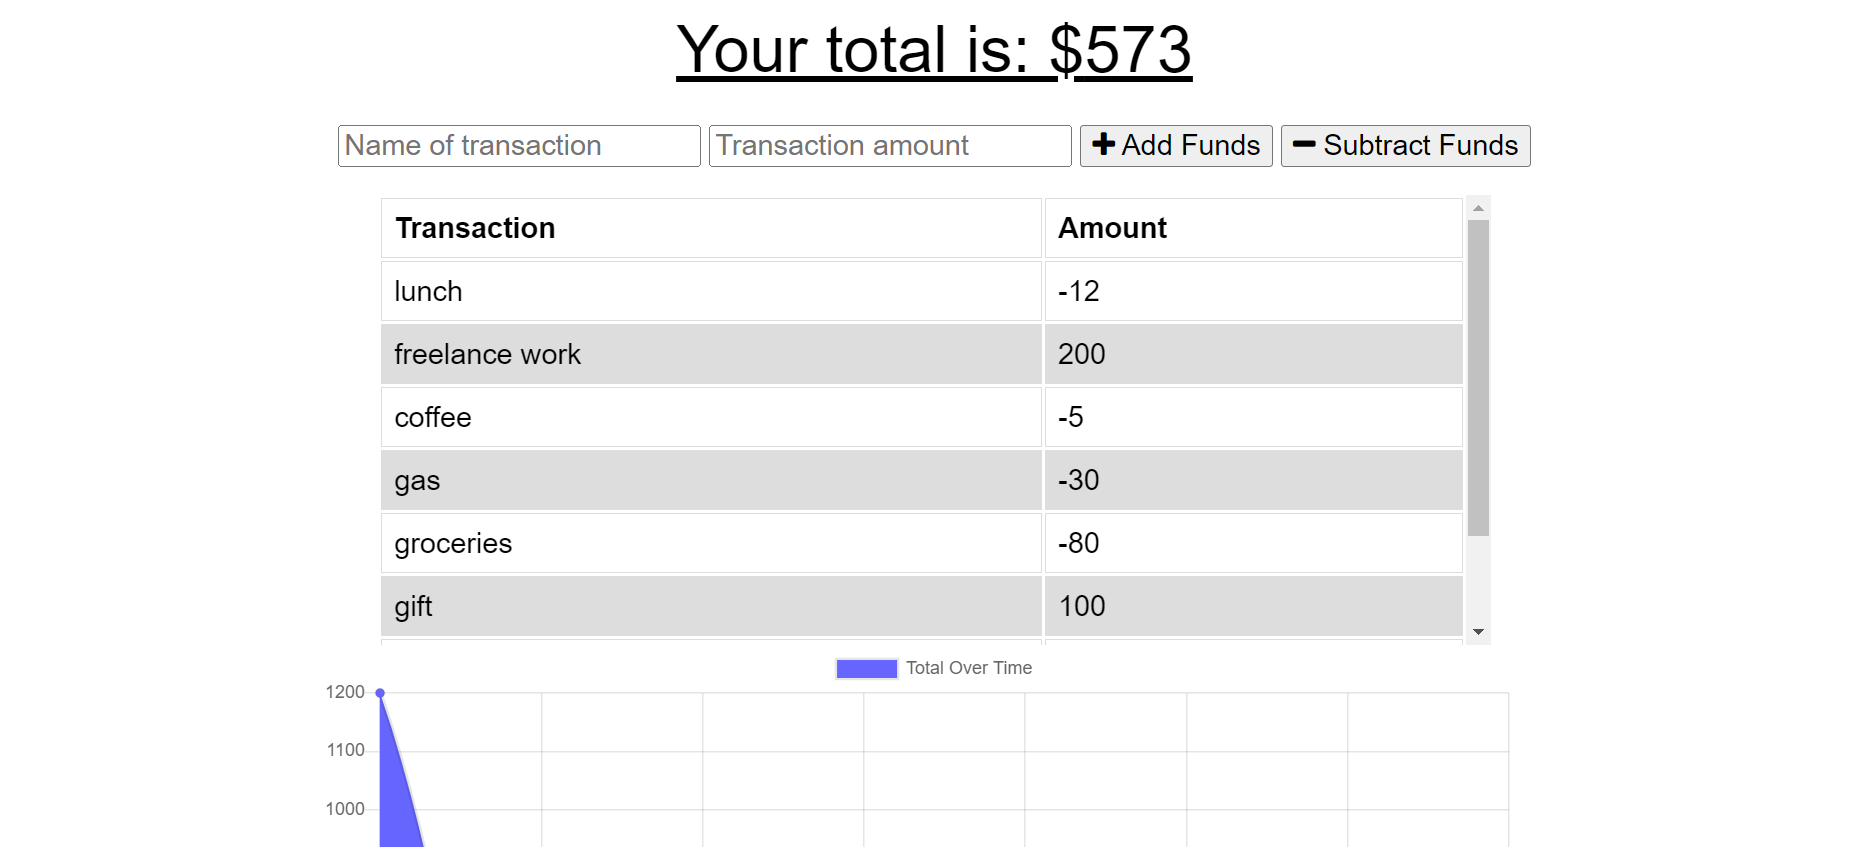 Your total is: $573
Name of transaction Transaction amount Add Funds Subtract Funds
Transaction Amount
lunch -12
freelance work 200
coffee -5
gas -30
groceries -80
gift 100
Total Over Time
1200
1100
1000